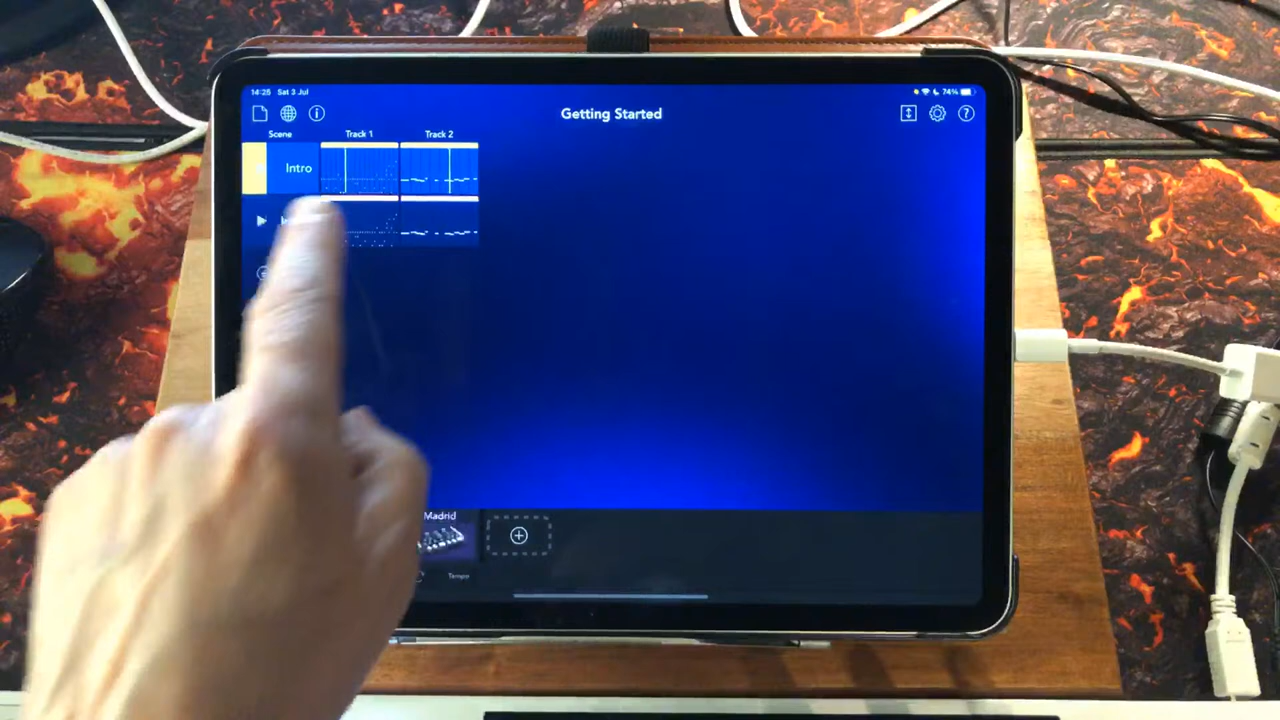 14:25 Sat 3 Jul
74%
Getting Started
Scene Track 1 Track 2
Intro
Madrid
Tempo